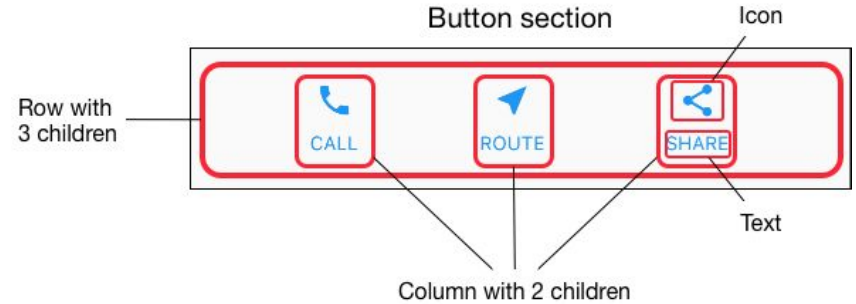 Button section
Icon
Row with
3 children
CALL
ROUTE
SHARE
Text
Column with 2 children